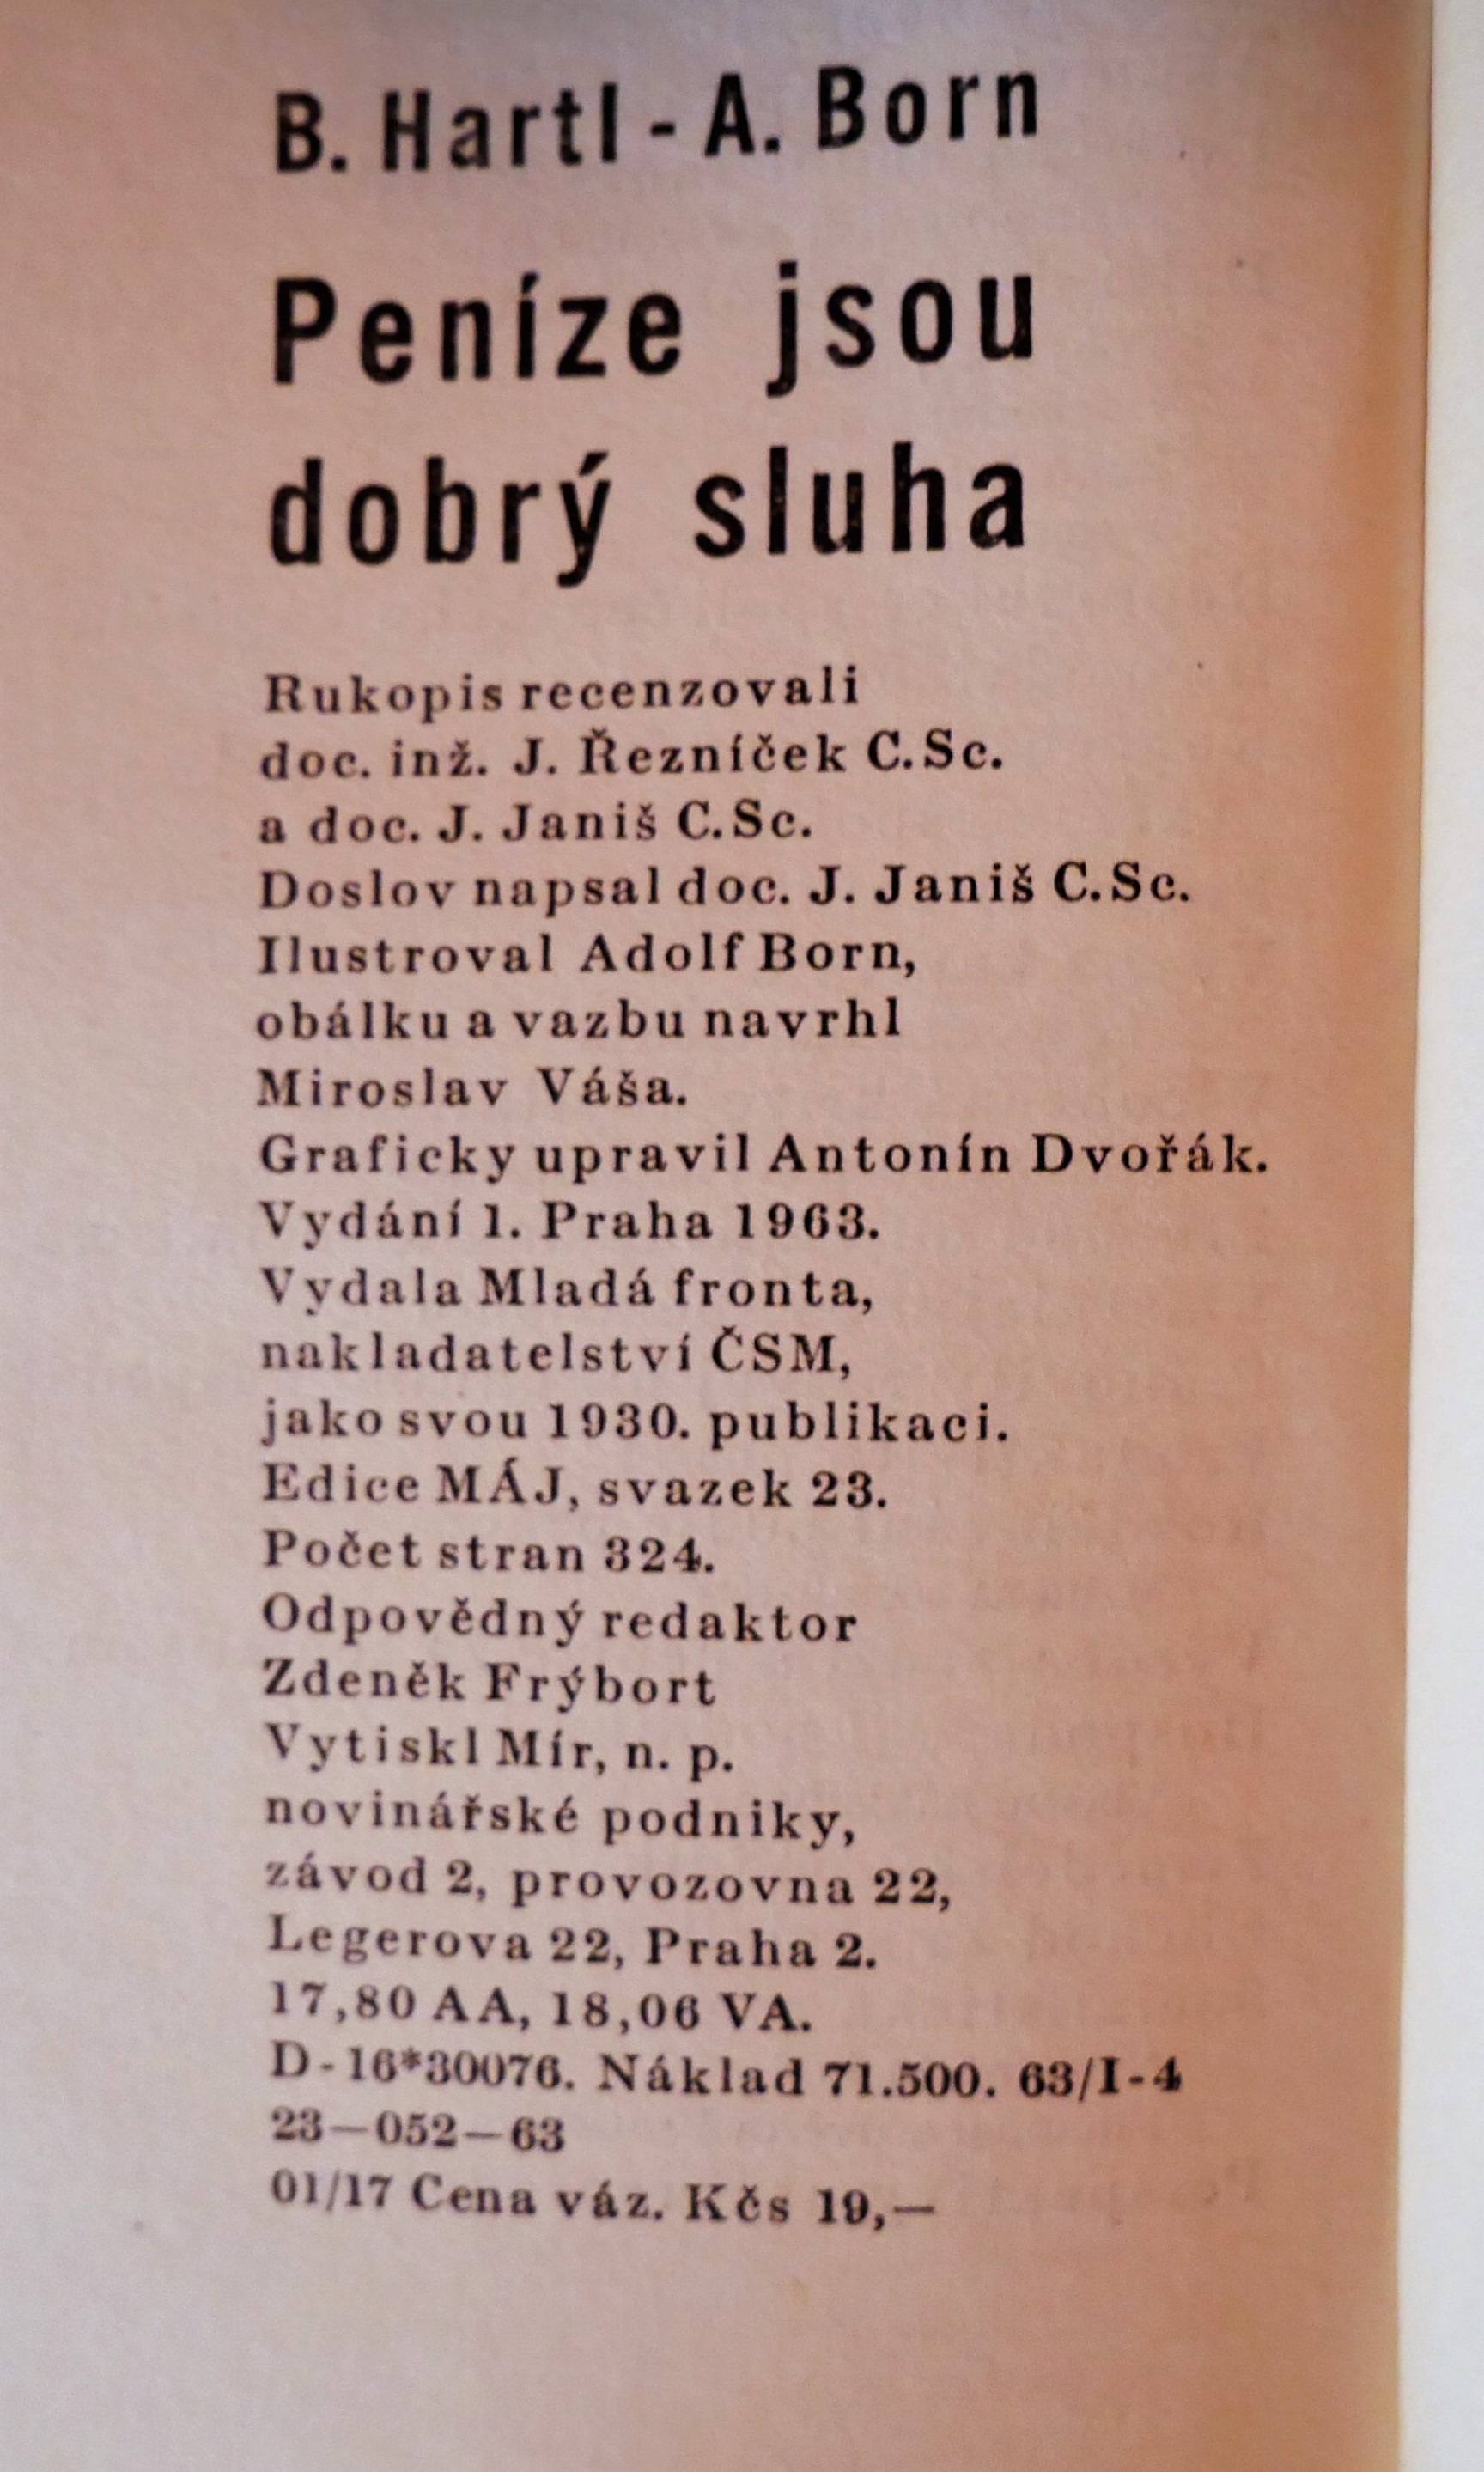 B. Hartl - A. Born
Peníze jsou
dobrý sluha
Rukopis recenzovali
doc. inž. J. Řezníček C.Sc.
a doc. J. Janiš C.Sc.
Doslov napsal doc. J. Janiš C.Sc.
Ilustroval Adolf Born,
obálku a vazbu navrhl
Miroslav Váša.
Graficky upravil Antonín Dvořák.
Vydání 1. Praha 1963.
Vydala Mladá fronta,
nakladatelství ČSM,
jako svou 1930. publikaci.
Edice MÁJ, svazek 23.
Počet stran 324.
Odpovědný redaktor
Zdeněk Frýbort
Vytiskl Mír, n. p.
novinářské podniky,
závod 2, provozovna 22,
Legerova 22, Praha 2.
17,80 AA, 18,06 VA.
D-16*30076. Náklad 71.500. 63/I-4
23—052—63
01/17 Cena váz. Kčs 19,—